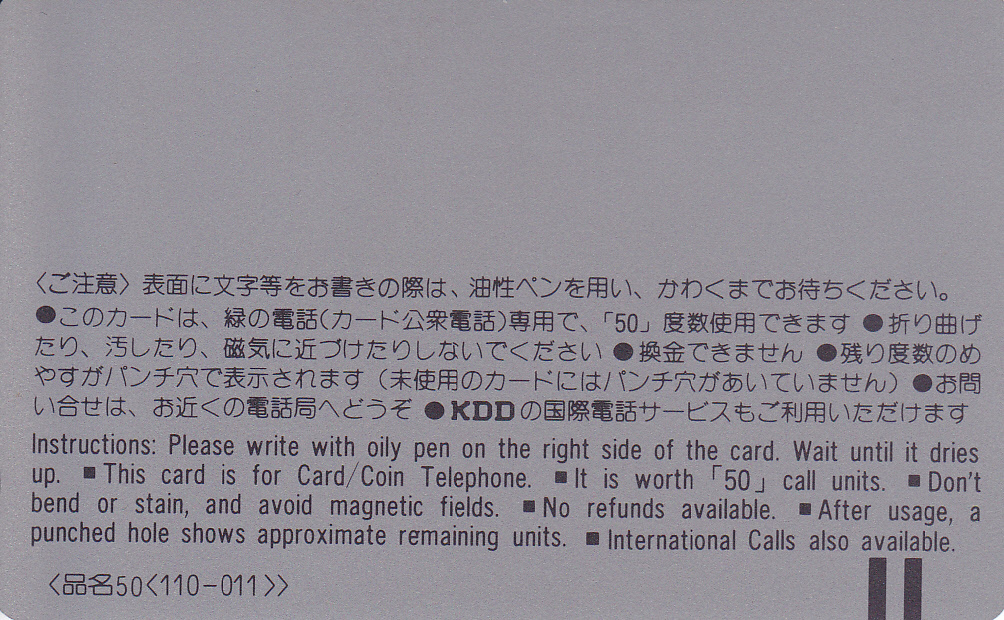 〈ご注意〉表面に文字等をお書きの際は、油性ペンを用い、かわくまでお待ちください。
●このカードは、緑の電話(カード公衆電話)専用で、「50」度数使用できます ●折り曲げ
たり、汚したり、磁気に近づけたりしないでください ●換金できません ●残り度数のめ
やすがパンチ穴で表示されます（未使用のカードにはパンチ穴があいていません）●お問
い合せは、お近くの電話局へどうぞ ●KDDの国際電話サービスもご利用いただけます
Instructions: Please write with oily pen on the right side of the card. Wait until it dries
up. ■This card is for Card/Coin Telephone. ■It is worth「50」call units. ■Don't
bend or stain, and avoid magnetic fields. ■No refunds available. ■After usage, a
punched hole shows approximate remaining units. ■International Calls also available.
〈品名50〈110-011〉〉